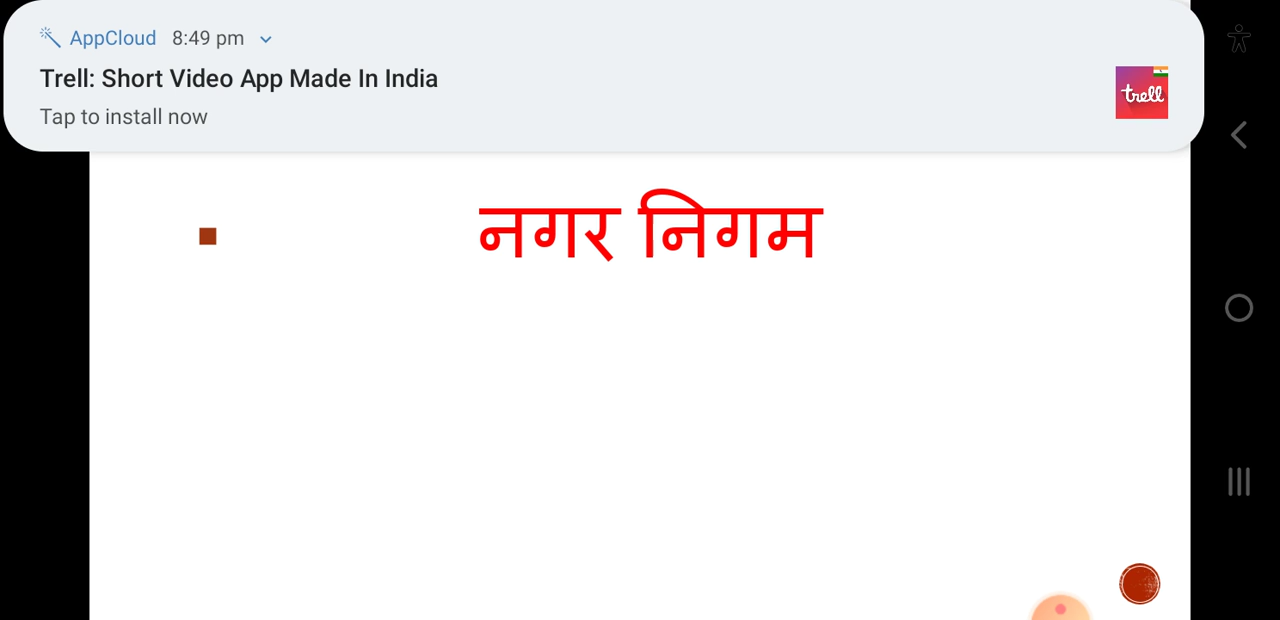 AppCloud 8:49 pm
Trell: Short Video App Made In India
Tap to install now
trell
नगर निगम